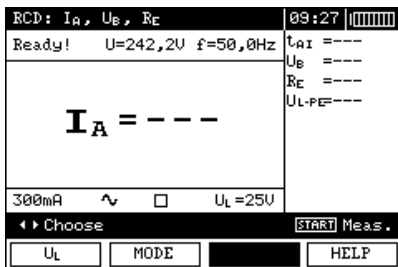 RCD: IA, UB, RE 09:27
Ready! U=242,2V f=50,0Hz
tAI =---
UB =---
RE =---
UL-PE=---
IA = ---
300mA ∿ □ UL=25V
◂ ▸ Choose START Meas.
UL MODE HELP